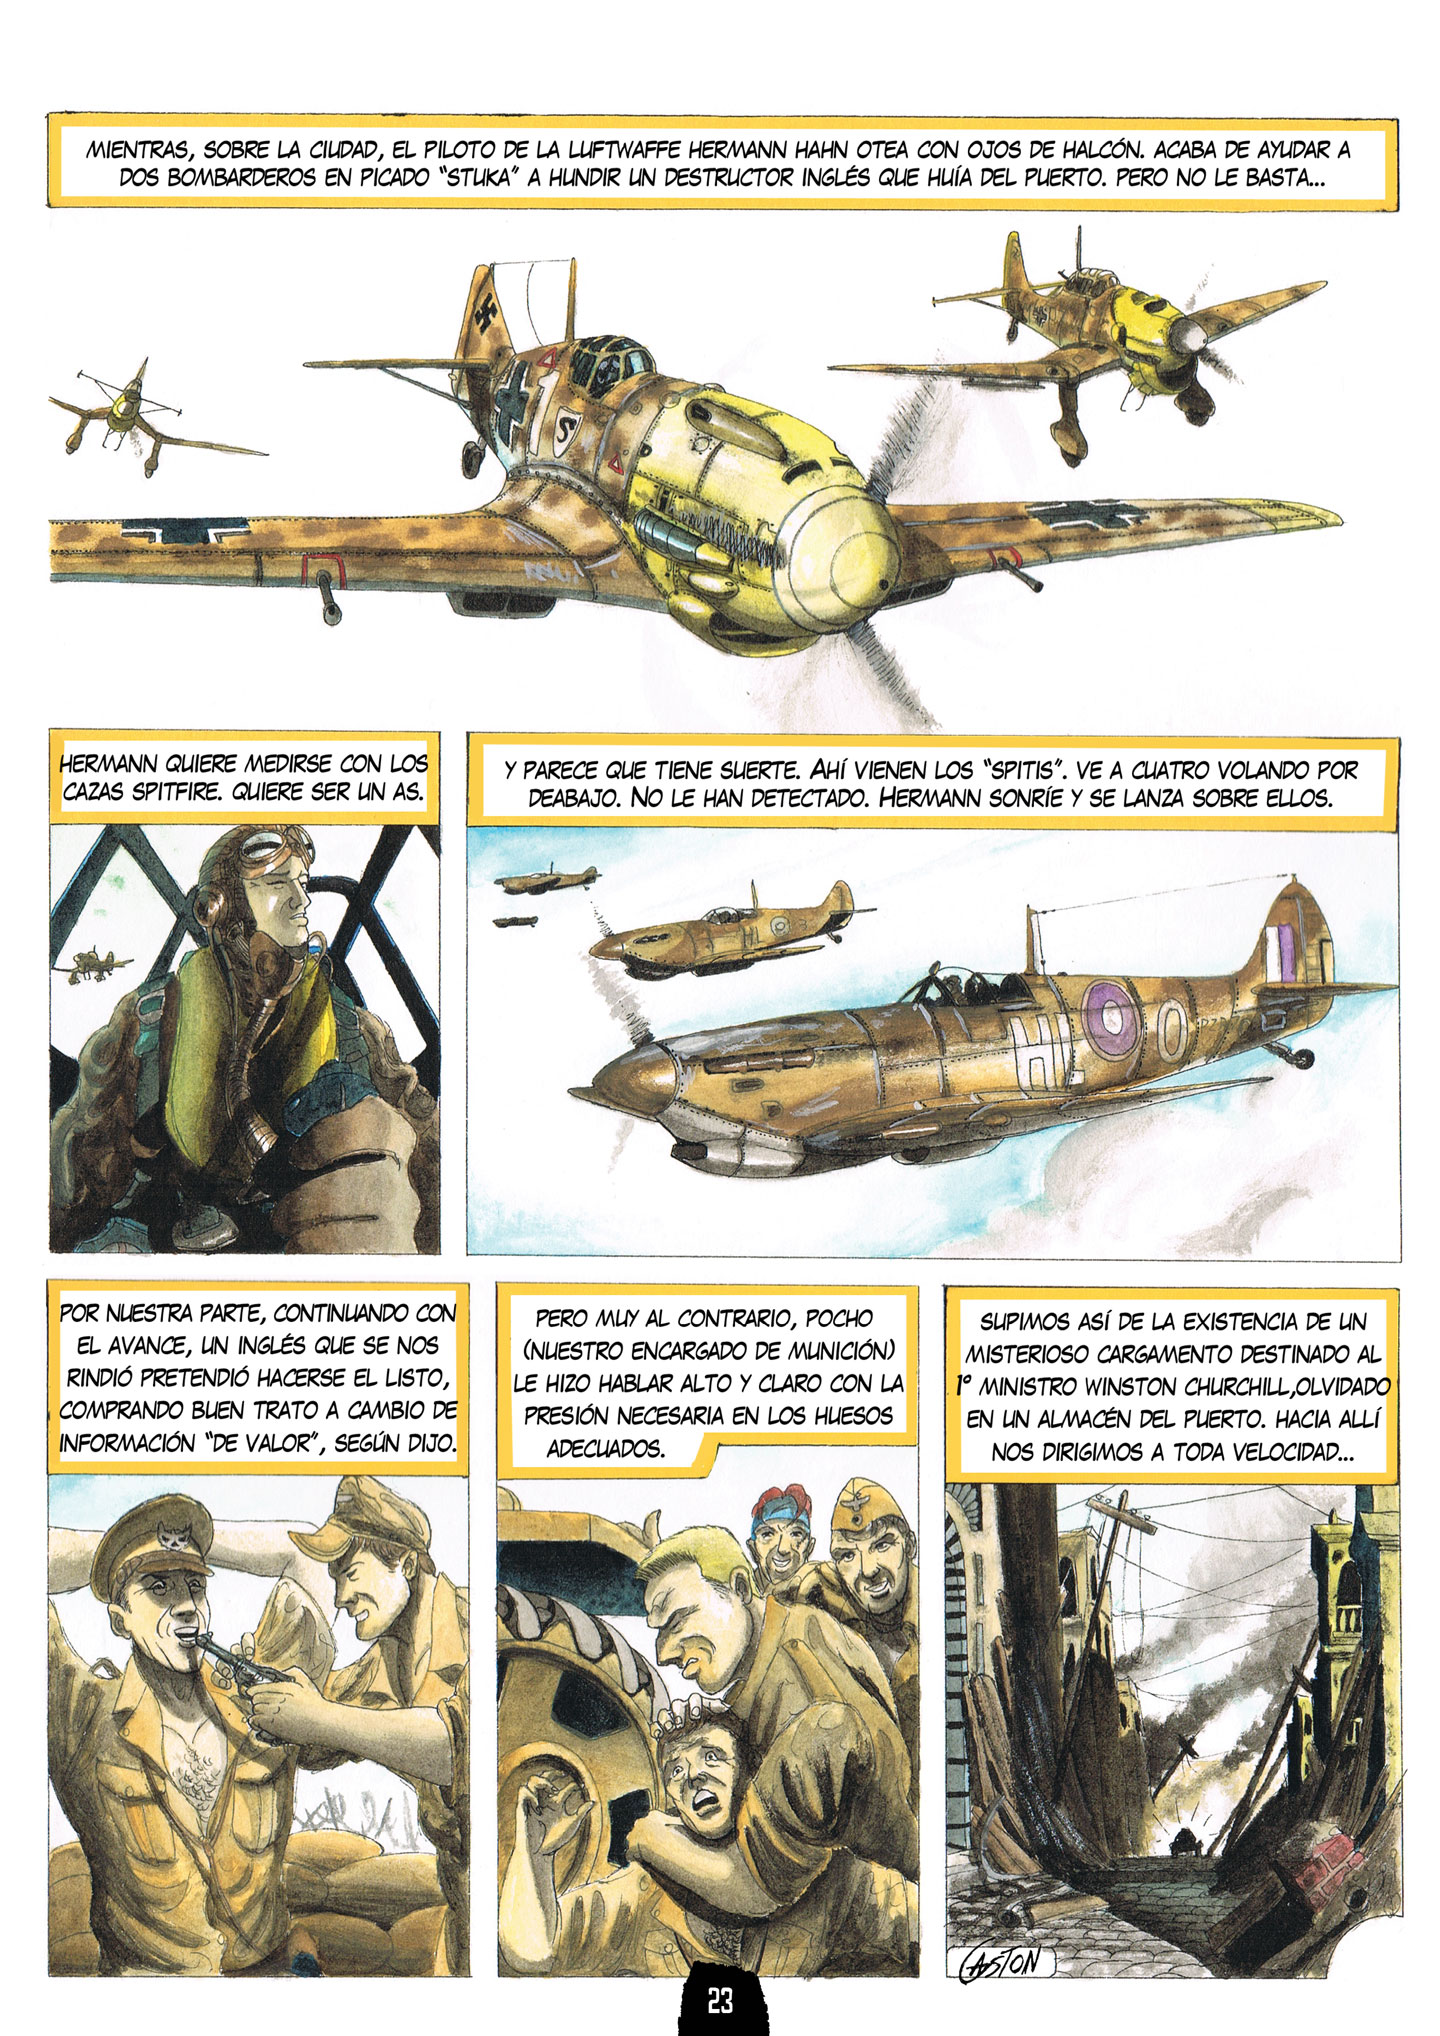 MIENTRAS, SOBRE LA CIUDAD, EL PILOTO DE LA LUFTWAFFE HERMANN HAHN OTEA CON OJOS DE HALCÓN. ACABA DE AYUDAR A
DOS BOMBARDEROS EN PICADO "STUKA" A HUNDIR UN DESTRUCTOR INGLÉS QUE HUÍA DEL PUERTO. PERO NO LE BASTA...
S
HERMANN QUIERE MEDIRSE CON LOS
CAZAS SPITFIRE. QUIERE SER UN AS.
Y PARECE QUE TIENE SUERTE. AHÍ VIENEN LOS "SPITIS". VE A CUATRO VOLANDO POR
DEABAJO. NO LE HAN DETECTADO. HERMANN SONRÍE Y SE LANZA SOBRE ELLOS.
POR NUESTRA PARTE, CONTINUANDO CON
EL AVANCE, UN INGLÉS QUE SE NOS
RINDIÓ PRETENDIÓ HACERSE EL LISTO,
COMPRANDO BUEN TRATO A CAMBIO DE
INFORMACIÓN "DE VALOR", SEGÚN DIJO.
PERO MUY AL CONTRARIO, POCHO
(NUESTRO ENCARGADO DE MUNICIÓN)
LE HIZO HABLAR ALTO Y CLARO CON LA
PRESIÓN NECESARIA EN LOS HUESOS
ADECUADOS.
SUPIMOS ASÍ DE LA EXISTENCIA DE UN
MISTERIOSO CARGAMENTO DESTINADO AL
1º MINISTRO WINSTON CHURCHILL,OLVIDADO
EN UN ALMACÉN DEL PUERTO. HACIA ALLÍ
NOS DIRIGIMOS A TODA VELOCIDAD...
GASTON
23